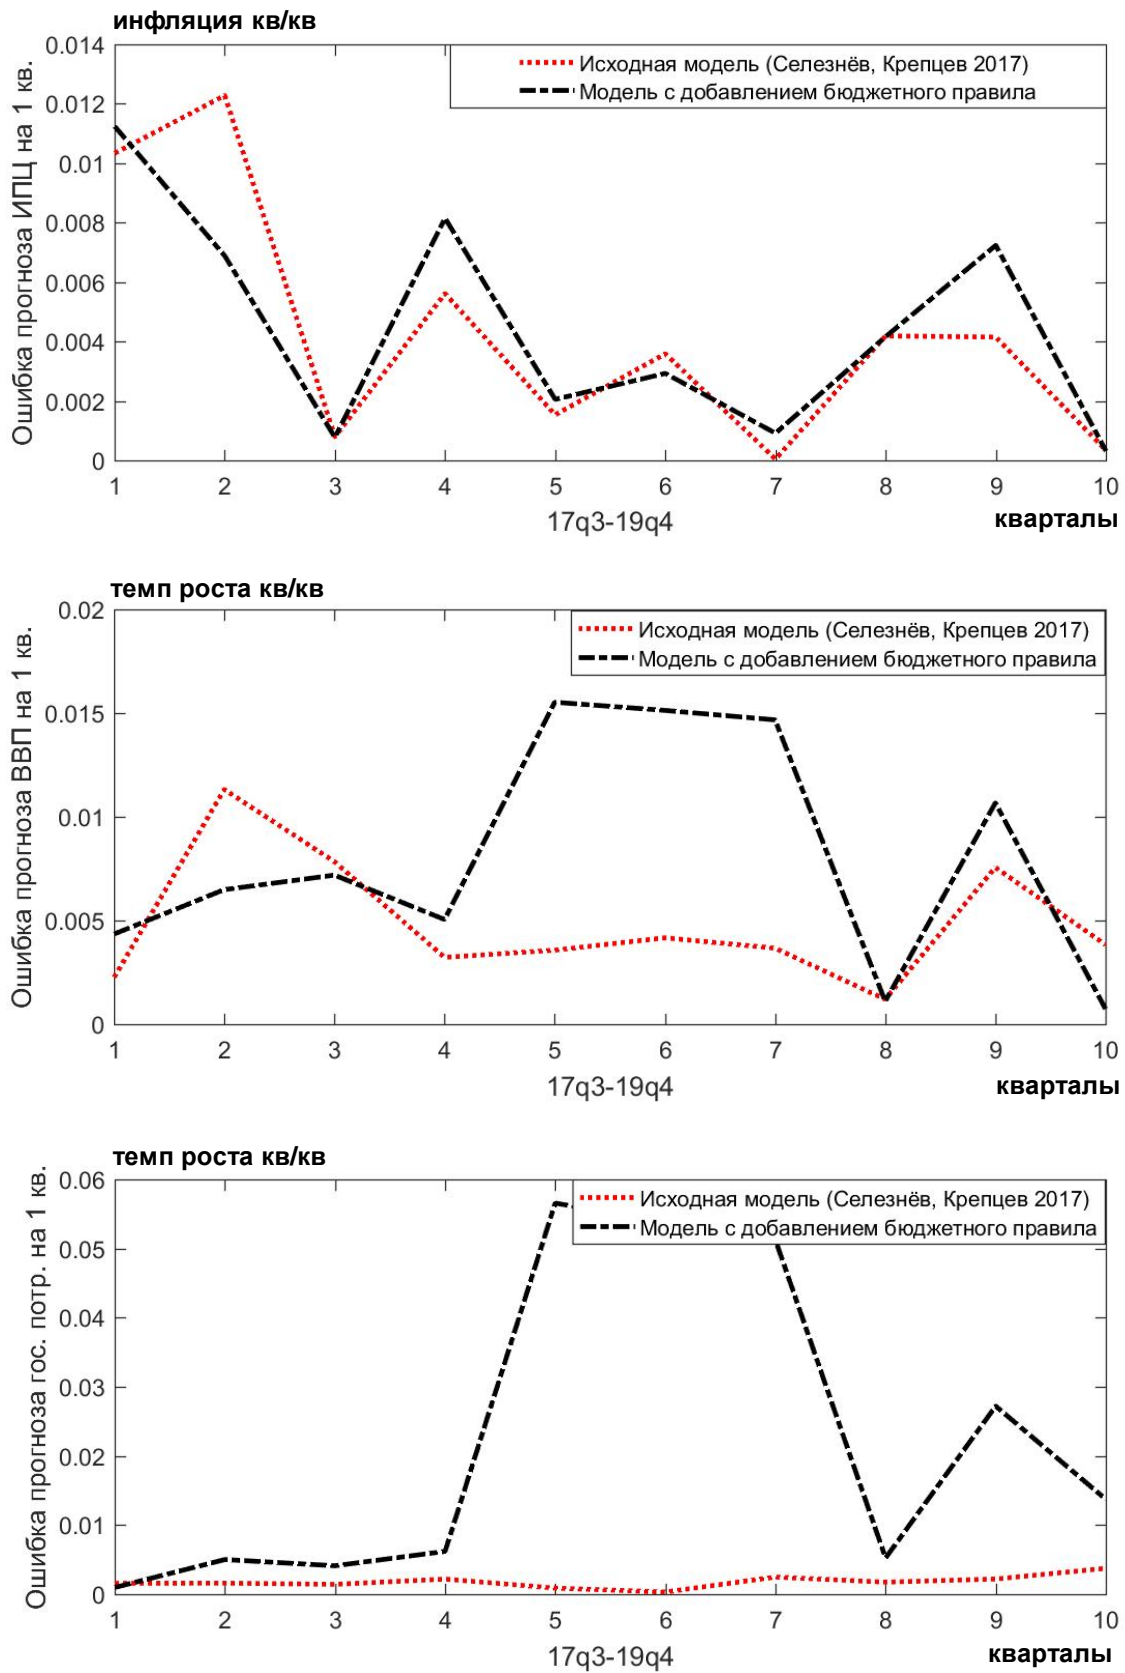 инфляция кв/кв
Ошибка прогноза ИПЦ на 1 кв.
0.014
0.012
0.01
0.008
0.006
0.004
0.002
0
Исходная модель (Селезнёв, Крепцев 2017)
Модель с добавлением бюджетного правила
1 2 3 4 5 6 7 8 9 10
17q3-19q4
кварталы
темп роста кв/кв
Ошибка прогноза ВВП на 1 кв.
0.02
0.015
0.01
0.005
0
Исходная модель (Селезнёв, Крепцев 2017)
Модель с добавлением бюджетного правила
1 2 3 4 5 6 7 8 9 10
17q3-19q4
кварталы
темп роста кв/кв
Ошибка прогноза гос. потр. на 1 кв.
0.06
0.05
0.04
0.03
0.02
0.01
0
Исходная модель (Селезнёв, Крепцев 2017)
Модель с добавлением бюджетного правила
1 2 3 4 5 6 7 8 9 10
17q3-19q4
кварталы